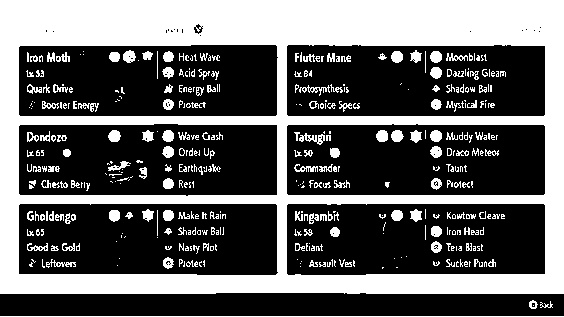 Iron Moth
Heat Wave
Lv. 53
Acid Spray
Quark Drive
Energy Ball
Booster Energy
Protect
Flutter Mane
Moonblast
Lv. 84
Dazzling Gleam
Protosynthesis
Shadow Ball
Choice Specs
Mystical Fire
Dondozo
Wave Crash
Lv. 65
Order Up
Unaware
Earthquake
Chesto Berry
Rest
Tatsugiri
Muddy Water
Lv. 50
Draco Meteor
Commander
Taunt
Focus Sash
Protect
Gholdengo
Make It Rain
Lv. 65
Shadow Ball
Good as Gold
Nasty Plot
Leftovers
Protect
Kingambit
Kowtow Cleave
Lv. 58
Iron Head
Defiant
Tera Blast
Assault Vest
Sucker Punch
Back